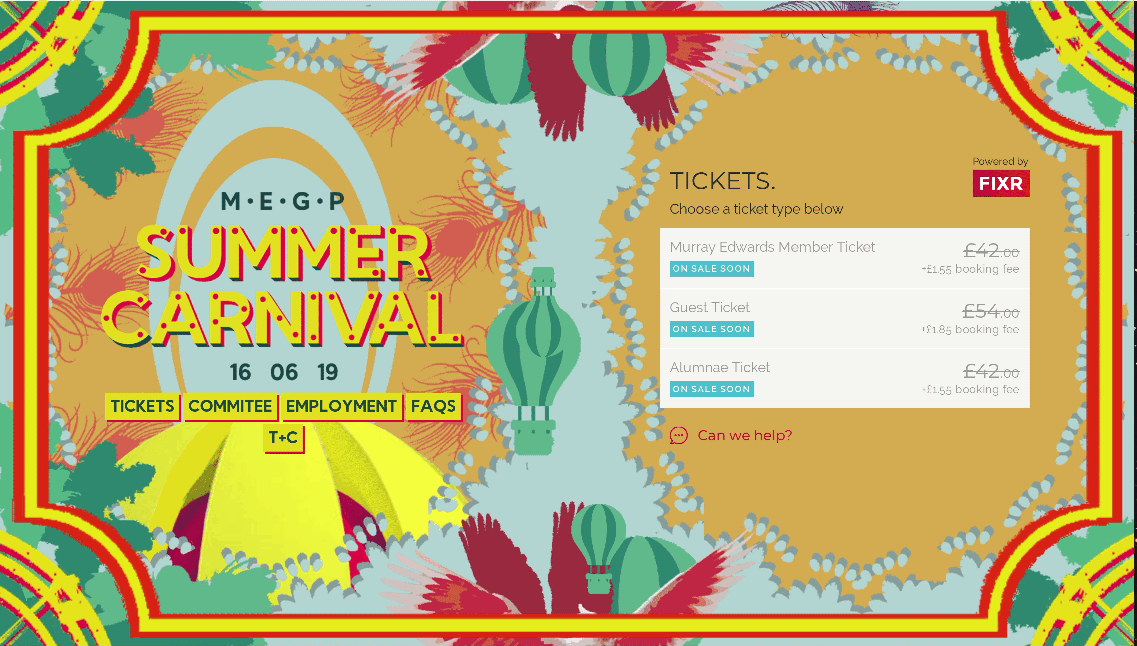 M·E·G·P
SUMMER
CARNIVAL
16 06 19
TICKETS COMMITEE EMPLOYMENT FAQS
T+C
Powered by
FIXR
TICKETS.
Choose a ticket type below
Murray Edwards Member Ticket £42.00
ON SALE SOON +£1.55 booking fee
Guest Ticket £54.00
ON SALE SOON +£1.85 booking fee
Alumnae Ticket £42.00
ON SALE SOON +£1.55 booking fee
Can we help?